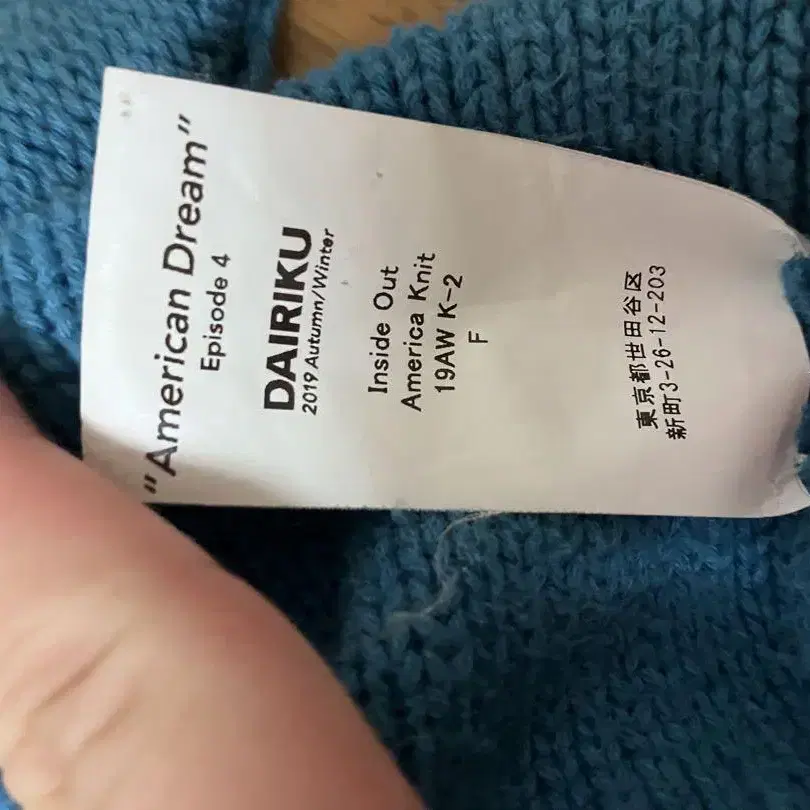 "American Dream"
Episode 4
DAIRIKU
2019 Autumn/Winter
Inside Out
America Knit
19AW K-2
F
東京都世田谷区
新町3-26-12-203